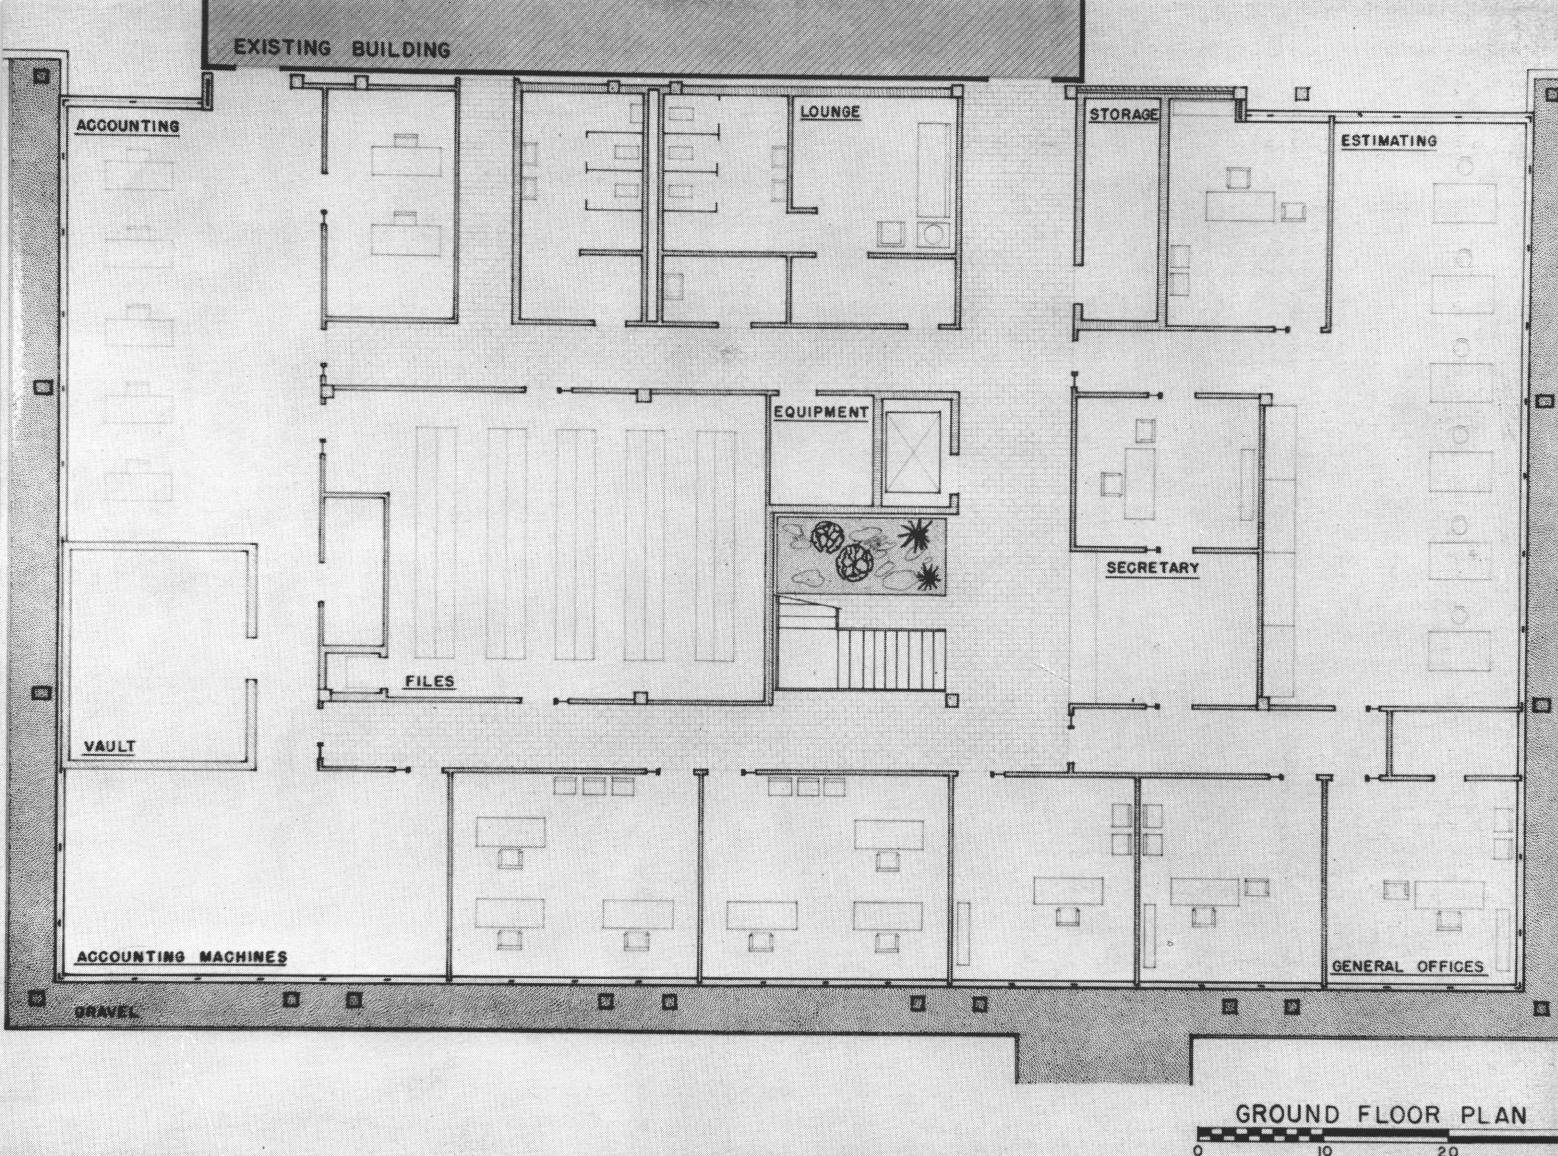 EXISTING BUILDING
ACCOUNTING
LOUNGE
STORAGE
ESTIMATING
EQUIPMENT
SECRETARY
FILES
VAULT
ACCOUNTING MACHINES
GENERAL OFFICES
GRAVEL
GROUND FLOOR PLAN
0 10 20